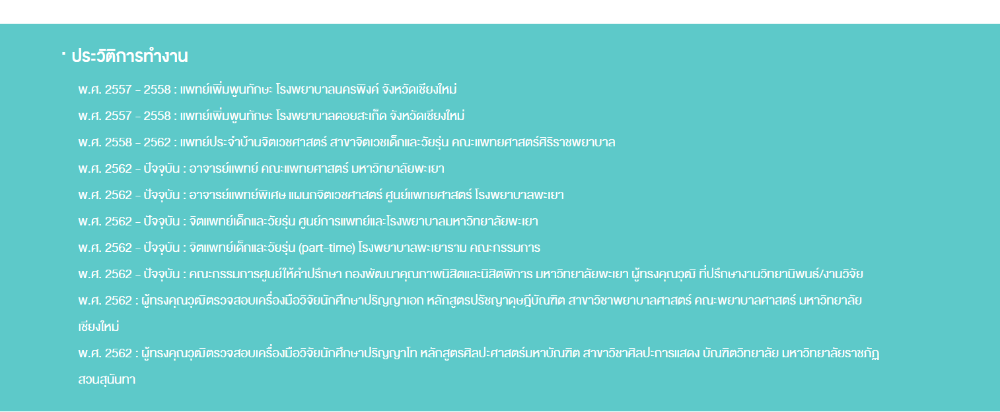 · ประวัติการทำงาน
พ.ศ. 2557 - 2558 : แพทย์เพิ่มพูนทักษะ โรงพยาบาลนครพิงค์ จังหวัดเชียงใหม่
พ.ศ. 2557 - 2558 : แพทย์เพิ่มพูนทักษะ โรงพยาบาลดอยสะเก็ด จังหวัดเชียงใหม่
พ.ศ. 2558 - 2562 : แพทย์ประจำบ้านจิตเวชศาสตร์ สาขาจิตเวชเด็กและวัยรุ่น คณะแพทยศาสตร์ศิริราชพยาบาล
พ.ศ. 2562 - ปัจจุบัน : อาจารย์แพทย์ คณะแพทยศาสตร์ มหาวิทยาลัยพะเยา
พ.ศ. 2562 - ปัจจุบัน : อาจารย์แพทย์พิเศษ แผนกจิตเวชศาสตร์ ศูนย์แพทยศาสตร์ โรงพยาบาลพะเยา
พ.ศ. 2562 - ปัจจุบัน : จิตแพทย์เด็กและวัยรุ่น ศูนย์การแพทย์และโรงพยาบาลมหาวิทยาลัยพะเยา
พ.ศ. 2562 - ปัจจุบัน : จิตแพทย์เด็กและวัยรุ่น (part-time) โรงพยาบาลพะเยาราม คณะกรรมการ
พ.ศ. 2562 - ปัจจุบัน : คณะกรรมการศูนย์ให้คำปรึกษา กองพัฒนาคุณภาพนิสิตและนิสิตพิการ มหาวิทยาลัยพะเยา ผู้ทรงคุณวุฒิ ที่ปรึกษางานวิทยานิพนธ์/งานวิจัย
พ.ศ. 2562 : ผู้ทรงคุณวุฒิตรวจสอบเครื่องมือวิจัยนักศึกษาปริญญาเอก หลักสูตรปรัชญาดุษฎีบัณฑิต สาขาวิชาพยาบาลศาสตร์ คณะพยาบาลศาสตร์ มหาวิทยาลัย
เชียงใหม่
พ.ศ. 2562 : ผู้ทรงคุณวุฒิตรวจสอบเครื่องมือวิจัยนักศึกษาปริญญาโท หลักสูตรศิลปะศาสตร์มหาบัณฑิต สาขาวิชาศิลปะการแสดง บัณฑิตวิทยาลัย มหาวิทยาลัยราชภัฏ
สวนสุนันทา